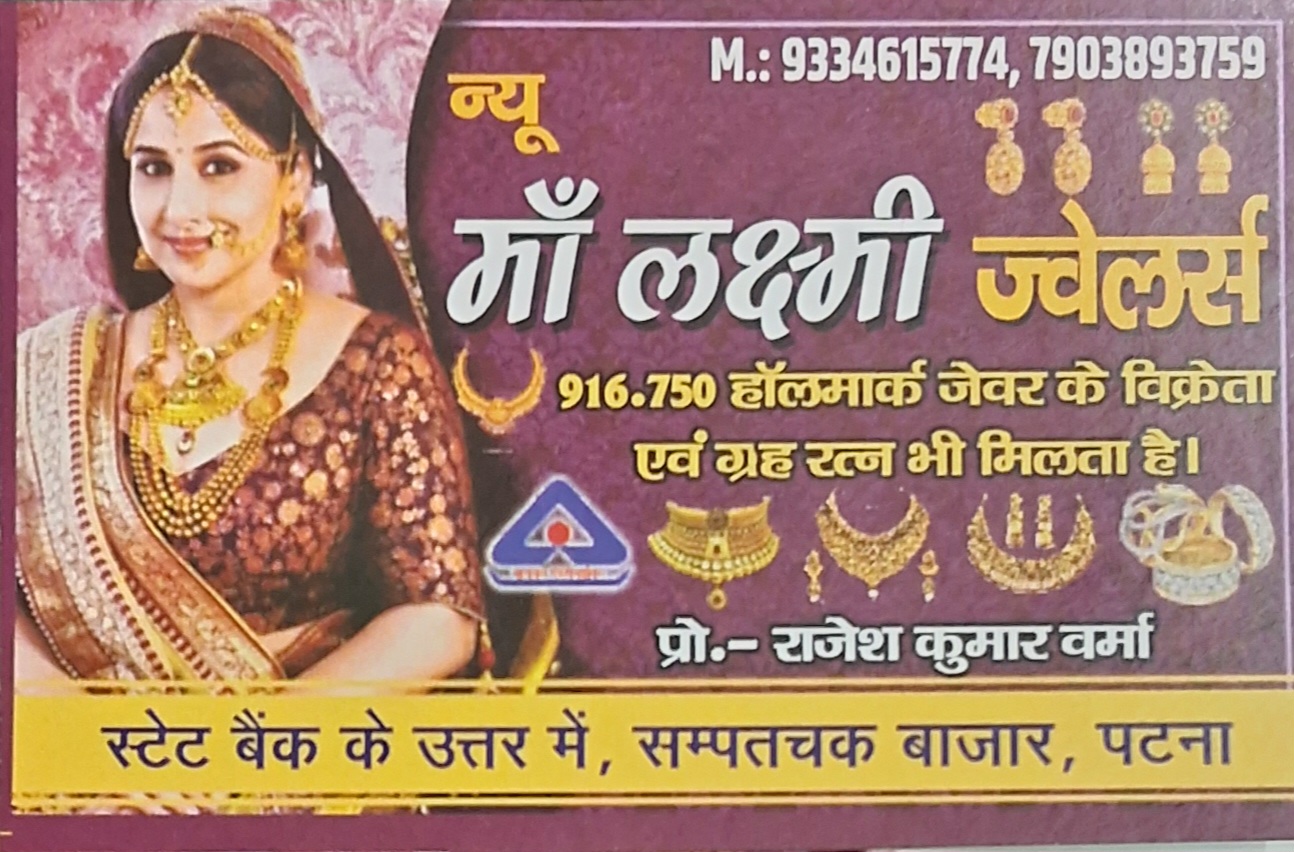 M.: 9334615774, 7903893759
न्यू
माँ लक्ष्मी ज्वेलर्स
916.750 हॉलमार्क जेवर के विक्रेता
एवं ग्रह रत्न भी मिलता है।
प्रो.– राजेश कुमार वर्मा
स्टेट बैंक के उत्तर में, सम्पतचक बाजार, पटना